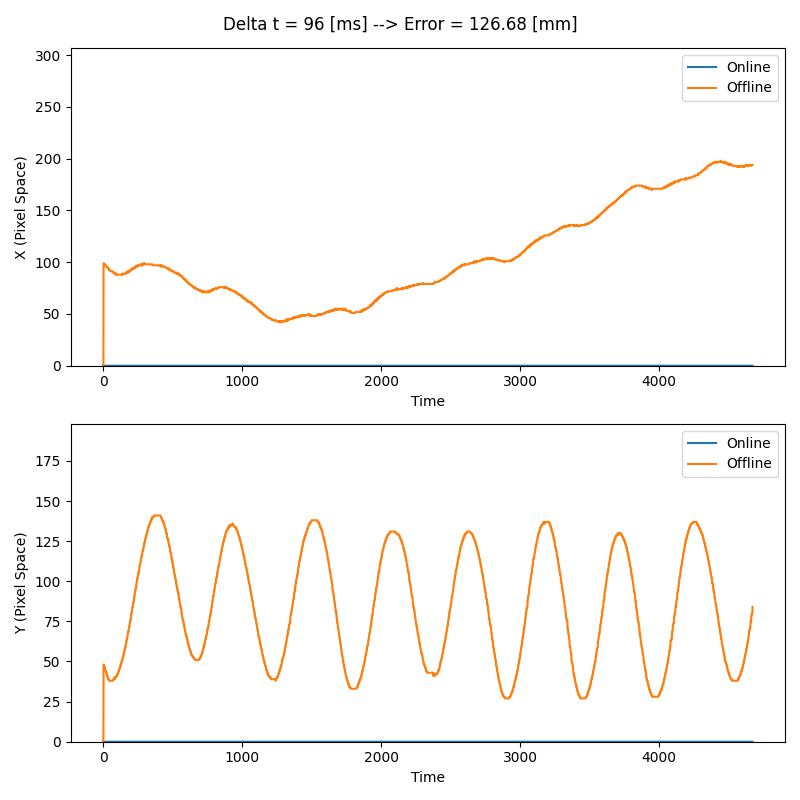 Delta t = 96 [ms] --> Error = 126.68 [mm]
300
250
200
150
100
50
0
X (Pixel Space)
Online
Offline
0 1000 2000 3000 4000
Time
175
150
125
100
75
50
25
0
Y (Pixel Space)
Online
Offline
0 1000 2000 3000 4000
Time